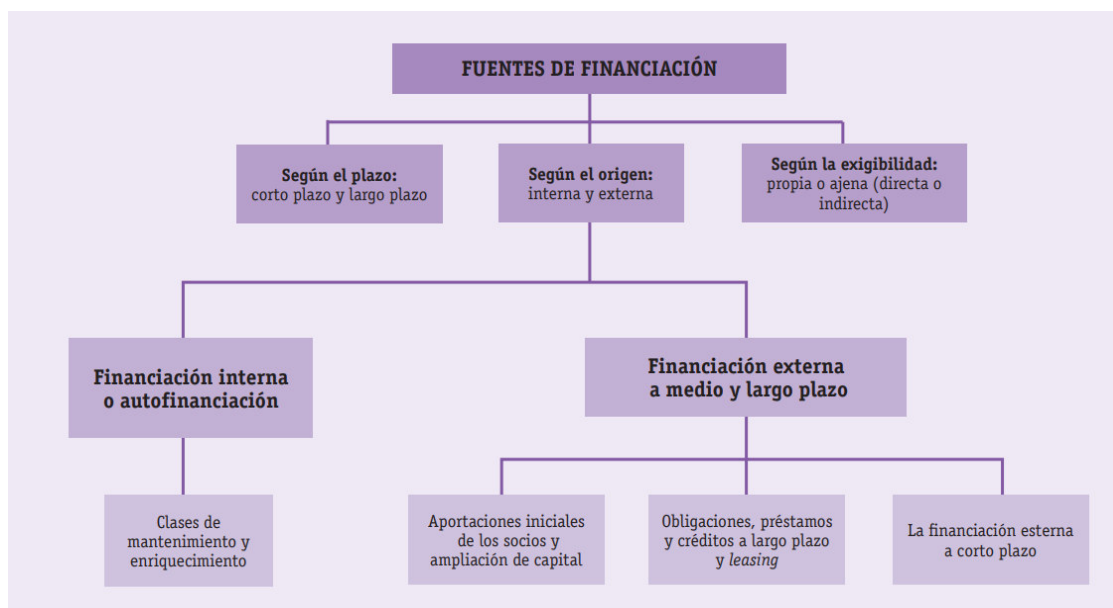 FUENTES DE FINANCIACIÓN
Según el plazo:
corto plazo y largo plazo
Según el origen:
interna y externa
Según la exigibilidad:
propia o ajena (directa o
indirecta)
Financiación interna
o autofinanciación
Financiación externa
a medio y largo plazo
Clases de
mantenimiento y
enriquecimiento
Aportaciones iniciales
de los socios y
ampliación de capital
Obligaciones, préstamos
y créditos a largo plazo
y leasing
La financiación esterna
a corto plazo